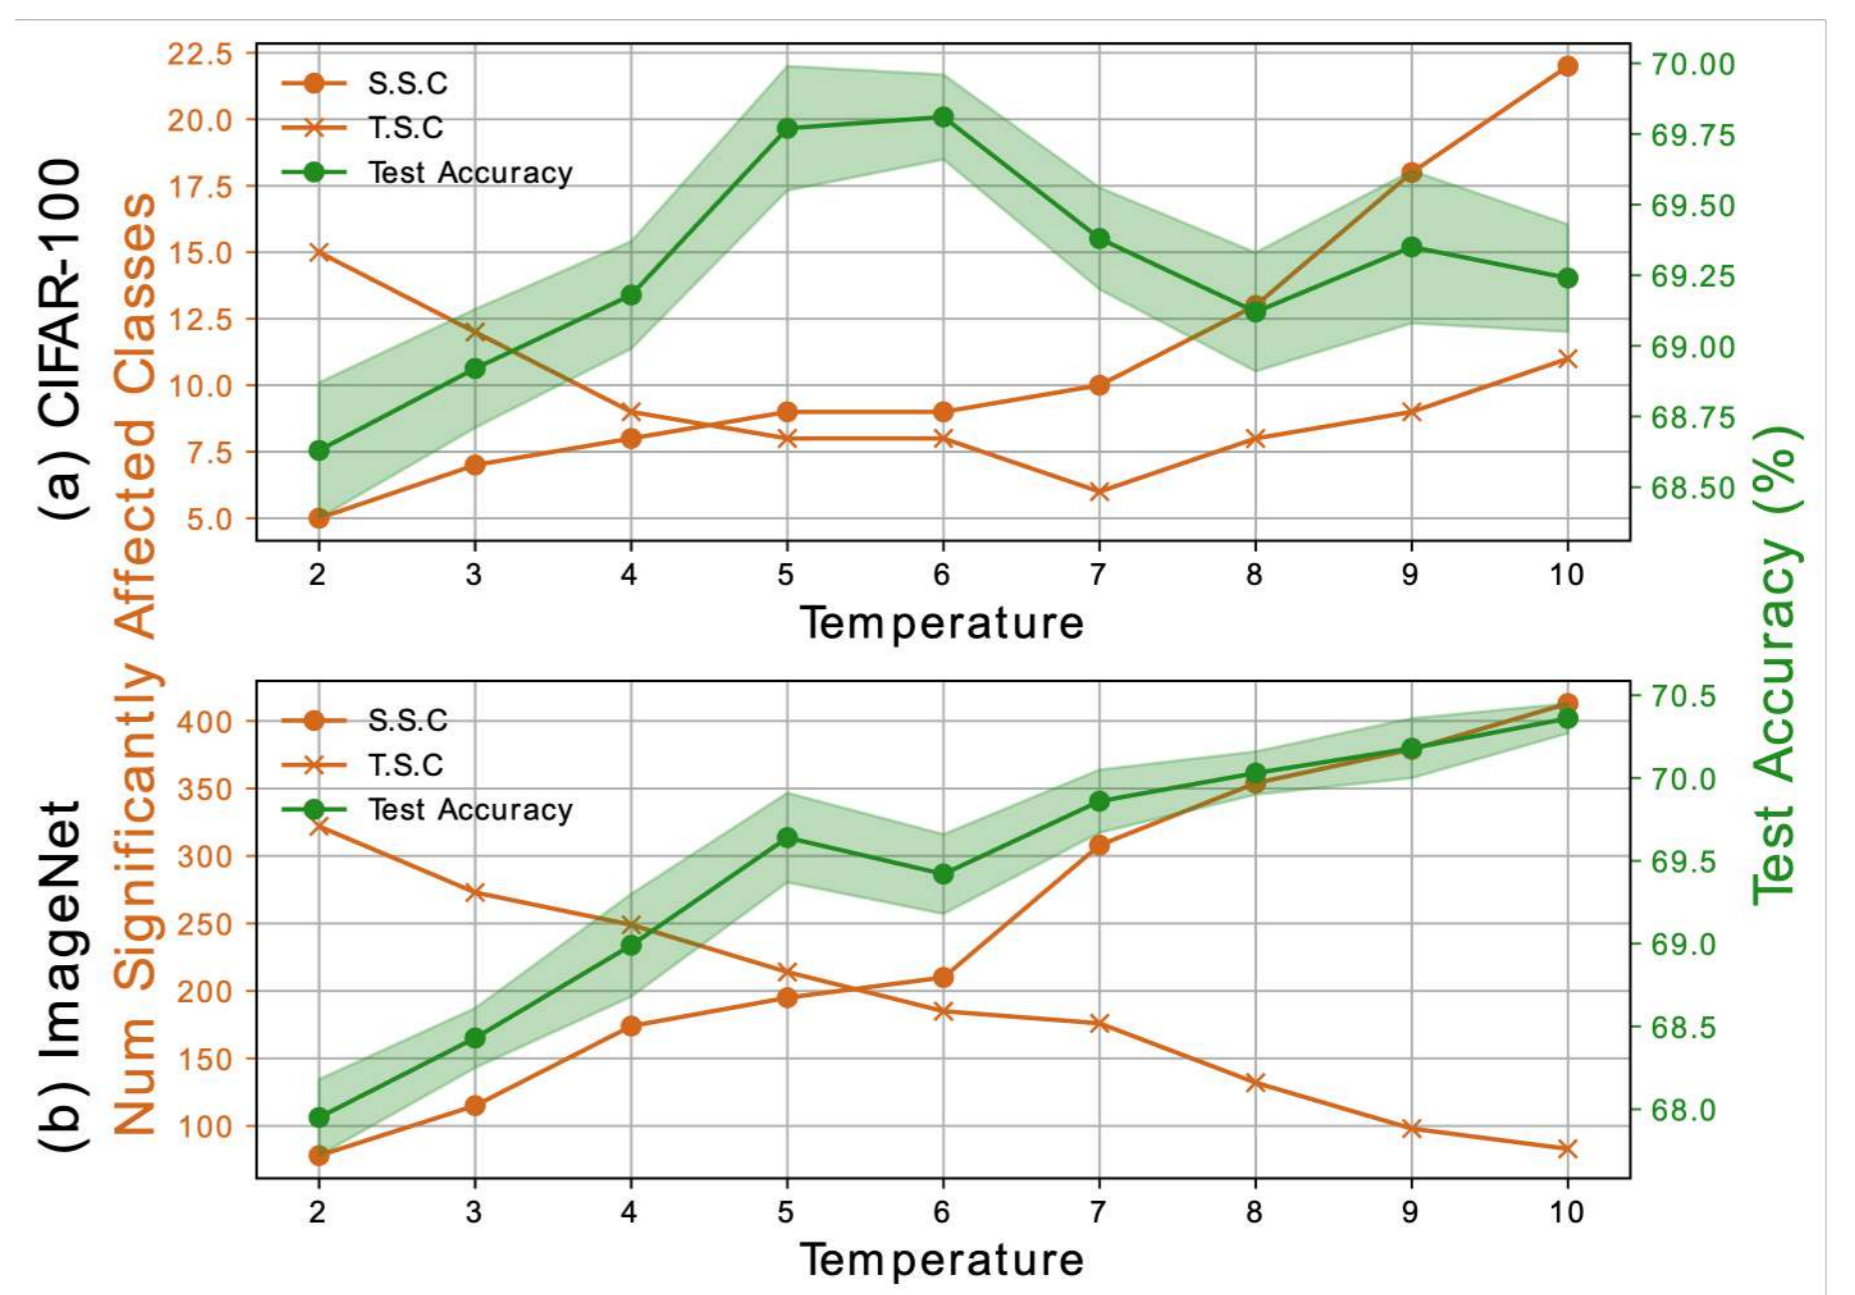 (a) CIFAR-100
(b) ImageNet
Num Significantly Affected Classes
Test Accuracy (%)
22.5
20.0
17.5
15.0
12.5
10.0
7.5
5.0
S.S.C
T.S.C
Test Accuracy
70.00
69.75
69.50
69.25
69.00
68.75
68.50
2 3 4 5 6 7 8 9 10
Temperature
400
350
300
250
200
150
100
S.S.C
T.S.C
Test Accuracy
70.5
70.0
69.5
69.0
68.5
68.0
2 3 4 5 6 7 8 9 10
Temperature